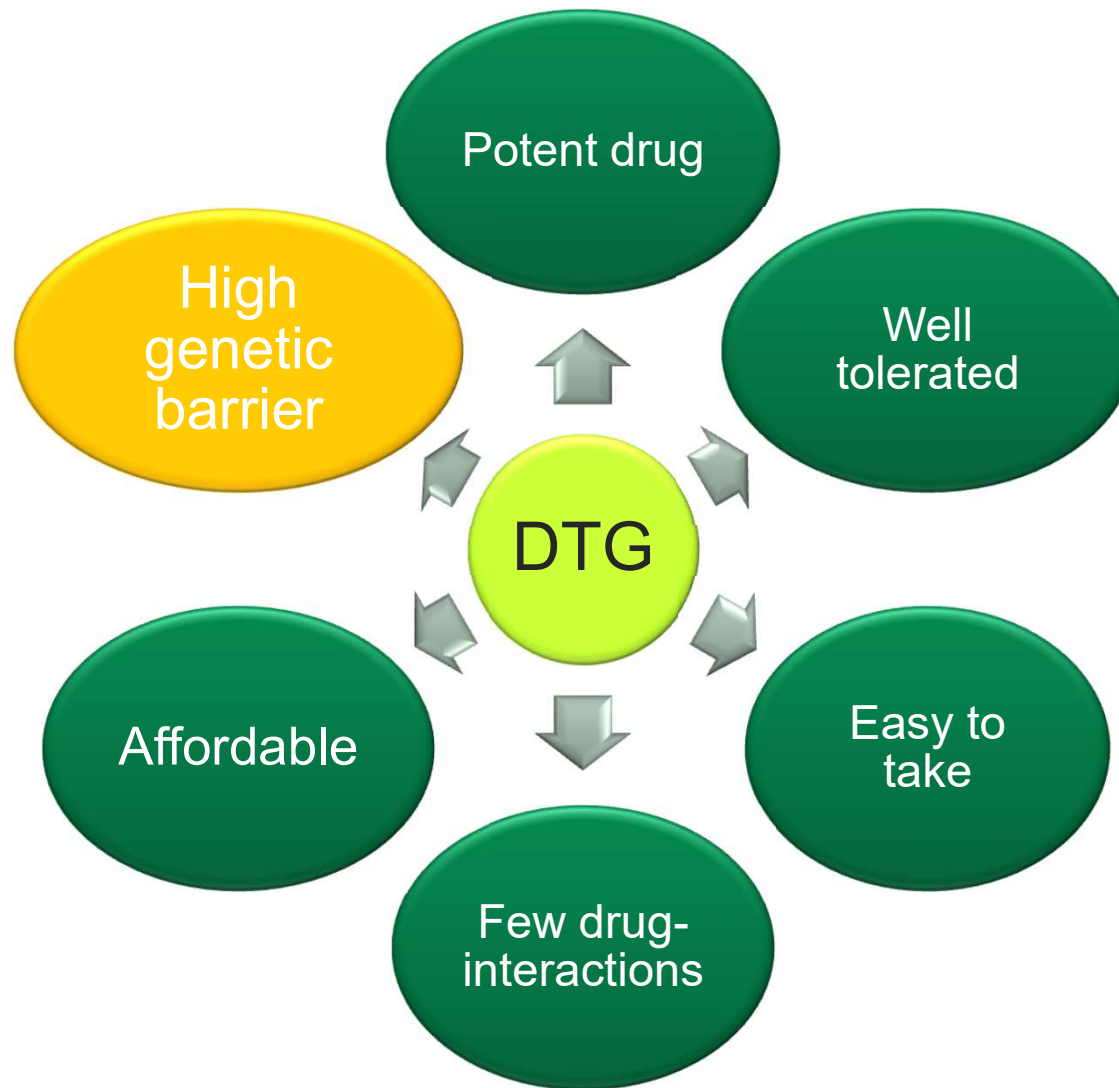 Potent drug
High
genetic
barrier
Well
tolerated
DTG
Affordable
Easy to
take
Few drug-
interactions